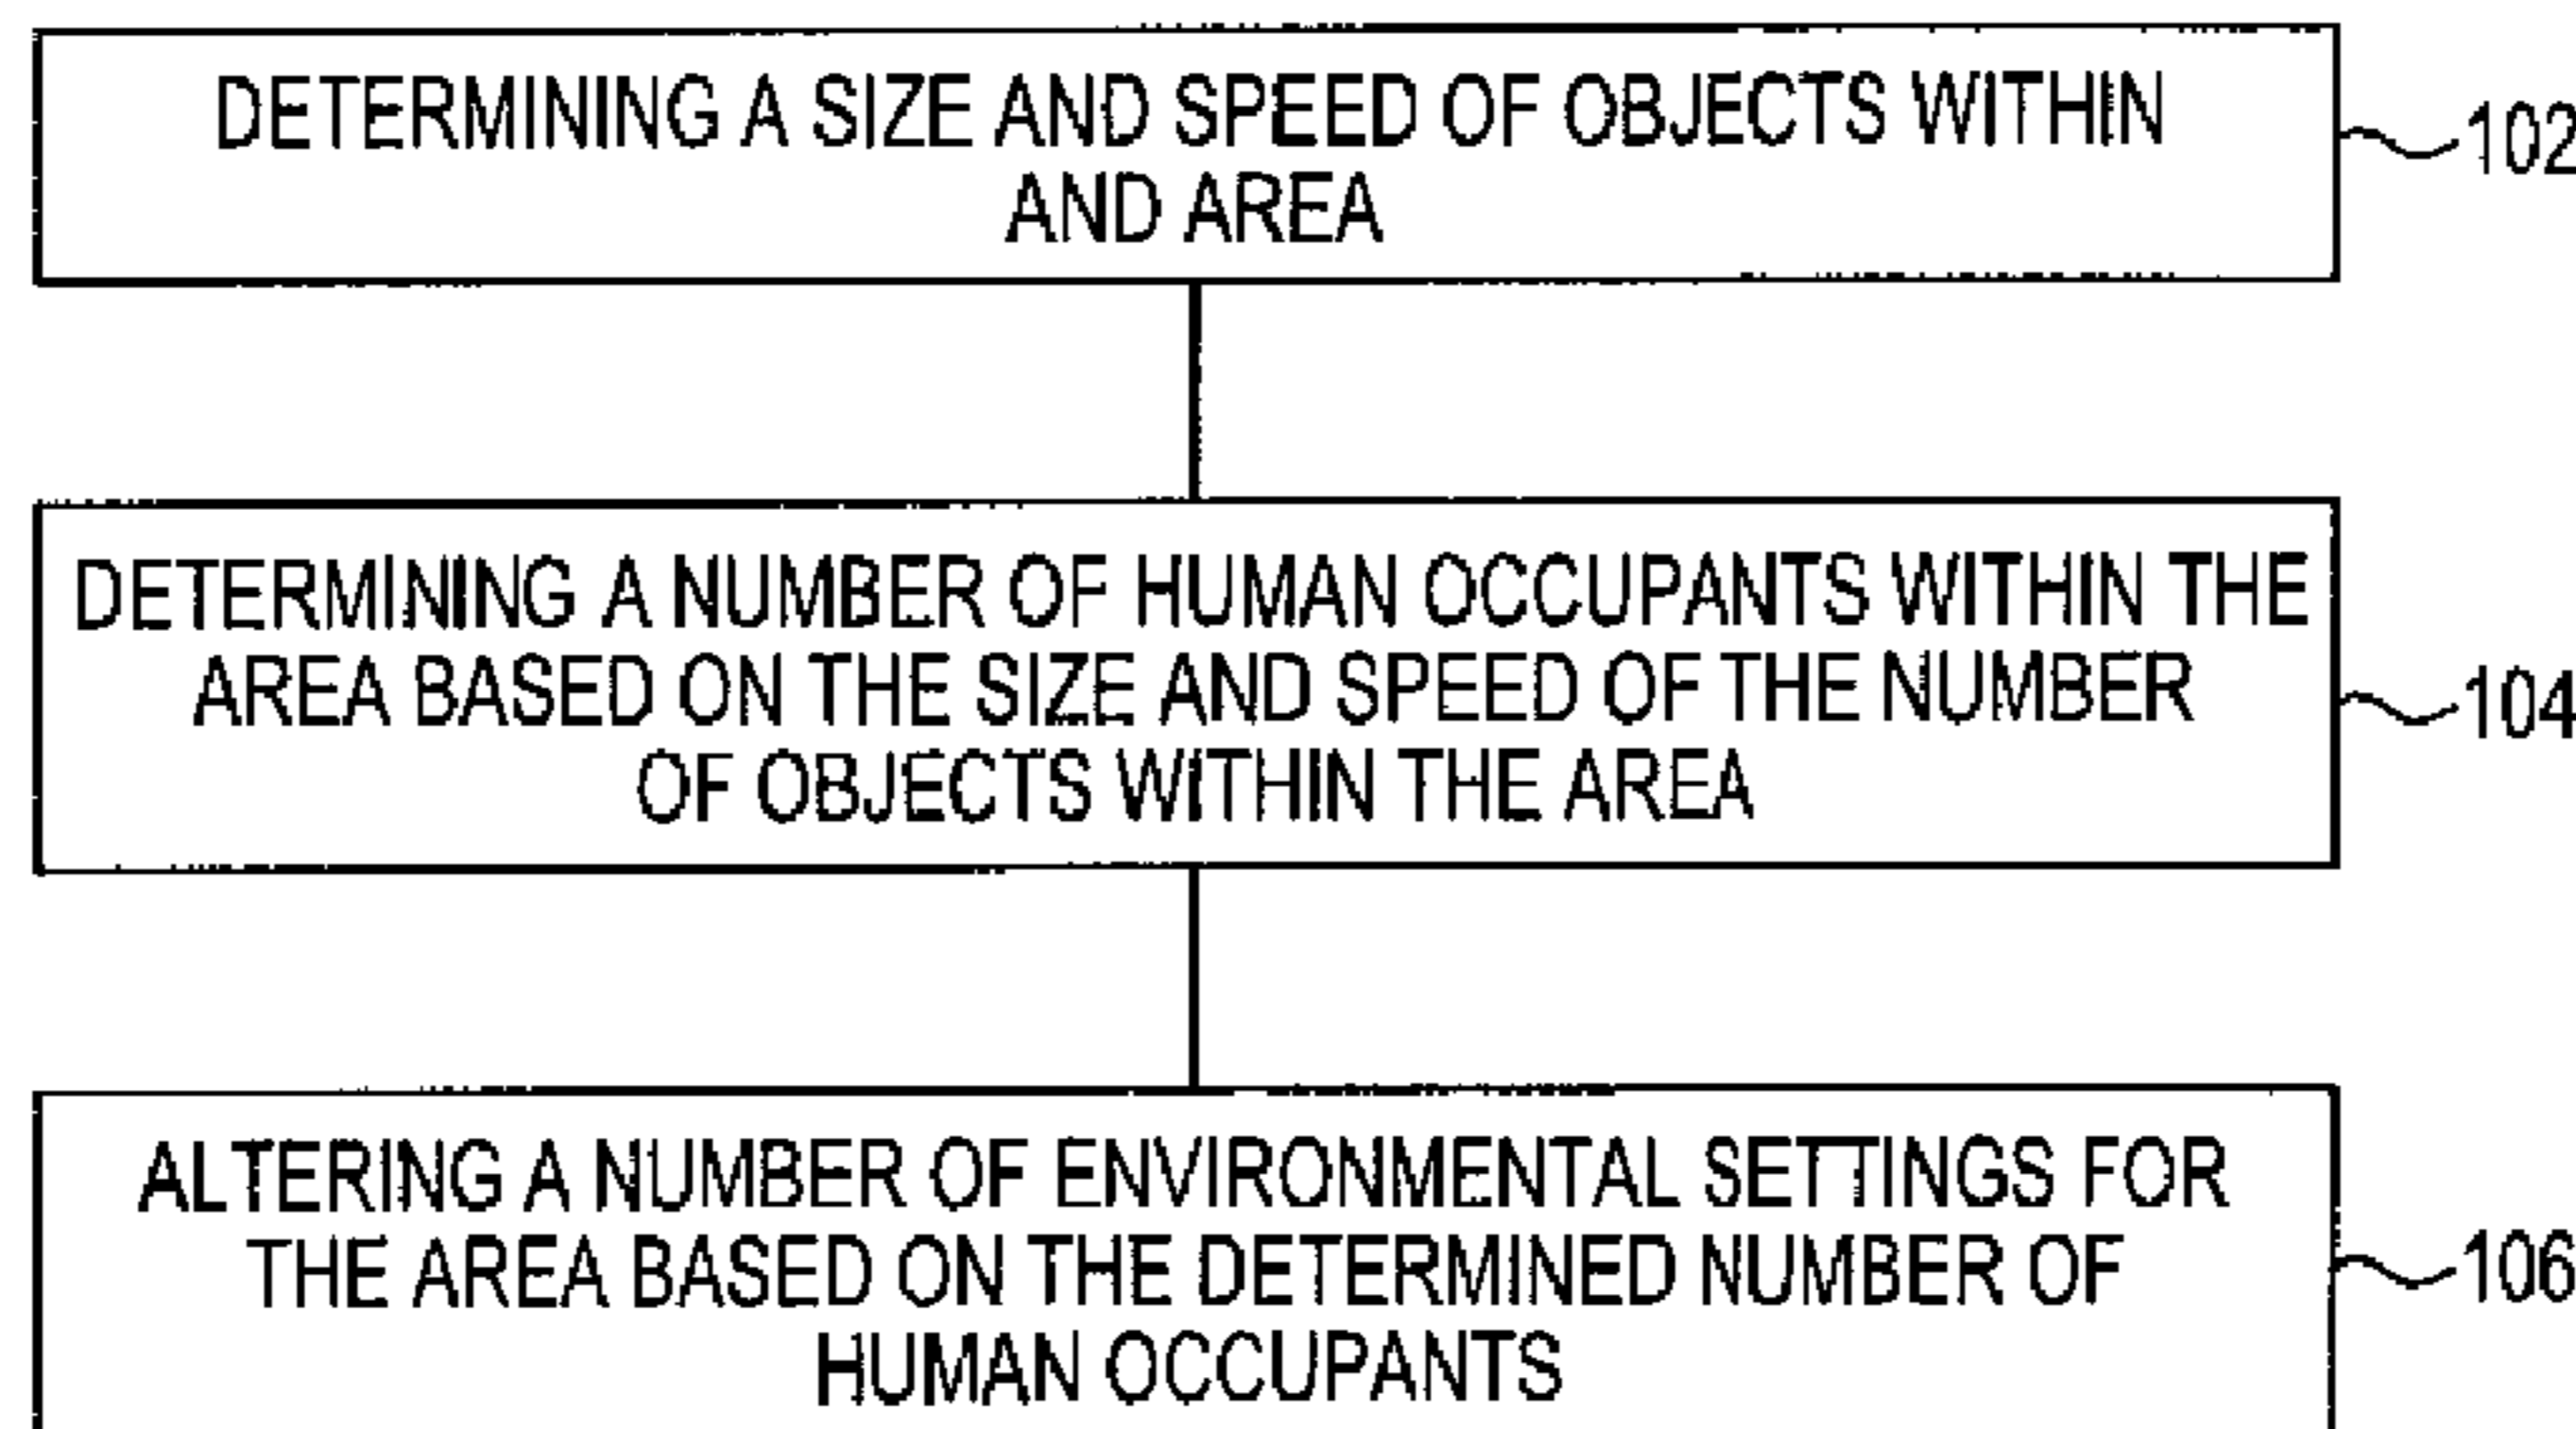 DETERMINING A SIZE AND SPEED OF OBJECTS WITHIN
AND AREA
102
DETERMINING A NUMBER OF HUMAN OCCUPANTS WITHIN THE
AREA BASED ON THE SIZE AND SPEED OF THE NUMBER
OF OBJECTS WITHIN THE AREA
104
ALTERING A NUMBER OF ENVIRONMENTAL SETTINGS FOR
THE AREA BASED ON THE DETERMINED NUMBER OF
HUMAN OCCUPANTS
106